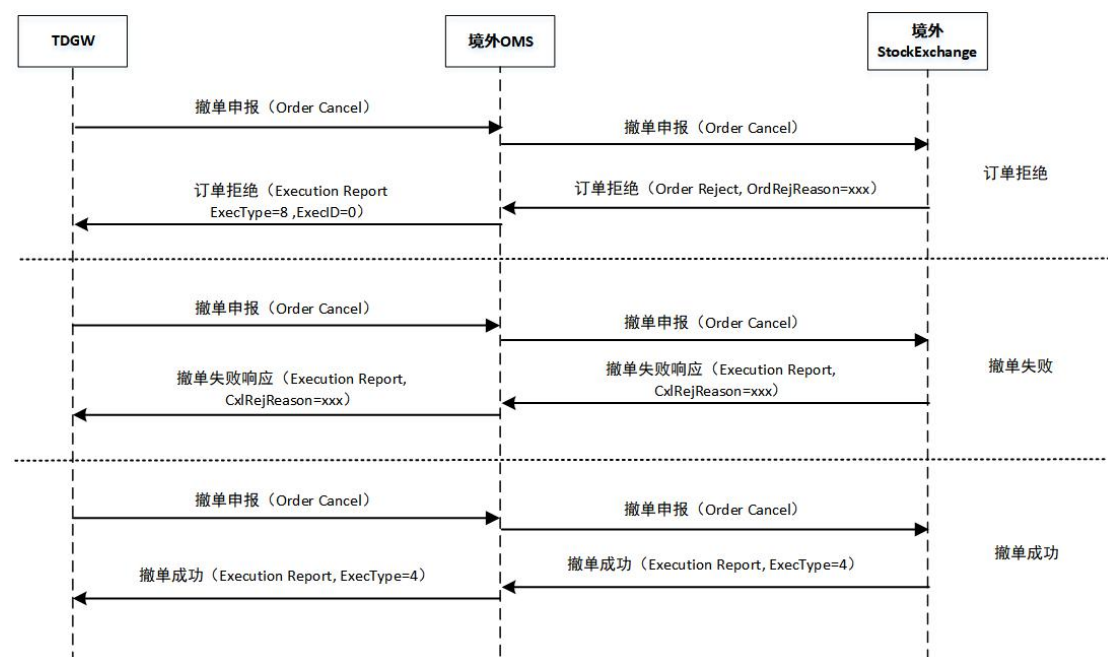 TDGW
境外OMS
境外
StockExchange
撤单申报（Order Cancel）
撤单申报（Order Cancel）
订单拒绝
订单拒绝（Execution Report
ExecType=8 ,ExecID=0）
订单拒绝（Order Reject, OrdRejReason=xxx）
撤单申报（Order Cancel）
撤单申报（Order Cancel）
撤单失败
撤单失败响应（Execution Report,
CxlRejReason=xxx）
撤单失败响应（Execution Report,
CxlRejReason=xxx）
撤单申报（Order Cancel）
撤单申报（Order Cancel）
撤单成功
撤单成功（Execution Report, ExecType=4）
撤单成功（Execution Report, ExecType=4）